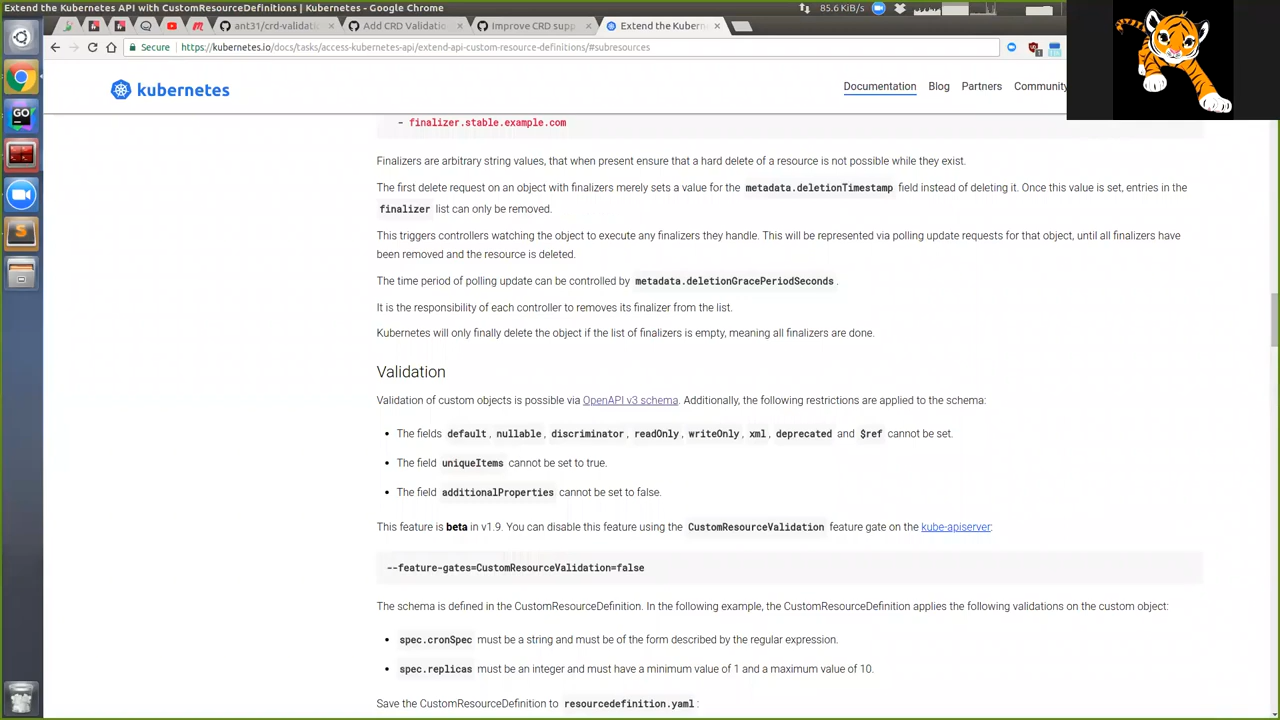 Extend the Kubernetes API with CustomResourceDefinitions | Kubernetes - Google Chrome
85.6 KiB/s
ant31/crd-validatio
Add CRD Validatio
Improve CRD supp
Extend the Kubern
Secure https://kubernetes.io/docs/tasks/access-kubernetes-api/extend-api-custom-resource-definitions/#subresources
kubernetes
Documentation Blog Partners Community
- finalizer.stable.example.com
Finalizers are arbitrary string values, that when present ensure that a hard delete of a resource is not possible while they exist.
The first delete request on an object with finalizers merely sets a value for the metadata.deletionTimestamp field instead of deleting it. Once this value is set, entries in the
finalizer list can only be removed.
This triggers controllers watching the object to execute any finalizers they handle. This will be represented via polling update requests for that object, until all finalizers have
been removed and the resource is deleted.
The time period of polling update can be controlled by metadata.deletionGracePeriodSeconds .
It is the responsibility of each controller to removes its finalizer from the list.
Kubernetes will only finally delete the object if the list of finalizers is empty, meaning all finalizers are done.
Validation
Validation of custom objects is possible via OpenAPI v3 schema. Additionally, the following restrictions are applied to the schema:
• The fields default, nullable, discriminator, readOnly, writeOnly, xml, deprecated and $ref cannot be set.
• The field uniqueItems cannot be set to true.
• The field additionalProperties cannot be set to false.
This feature is beta in v1.9. You can disable this feature using the CustomResourceValidation feature gate on the kube-apiserver:
--feature-gates=CustomResourceValidation=false
The schema is defined in the CustomResourceDefinition. In the following example, the CustomResourceDefinition applies the following validations on the custom object:
• spec.cronSpec must be a string and must be of the form described by the regular expression.
• spec.replicas must be an integer and must have a minimum value of 1 and a maximum value of 10.
Save the CustomResourceDefinition to resourcedefinition.yaml :
GO
S